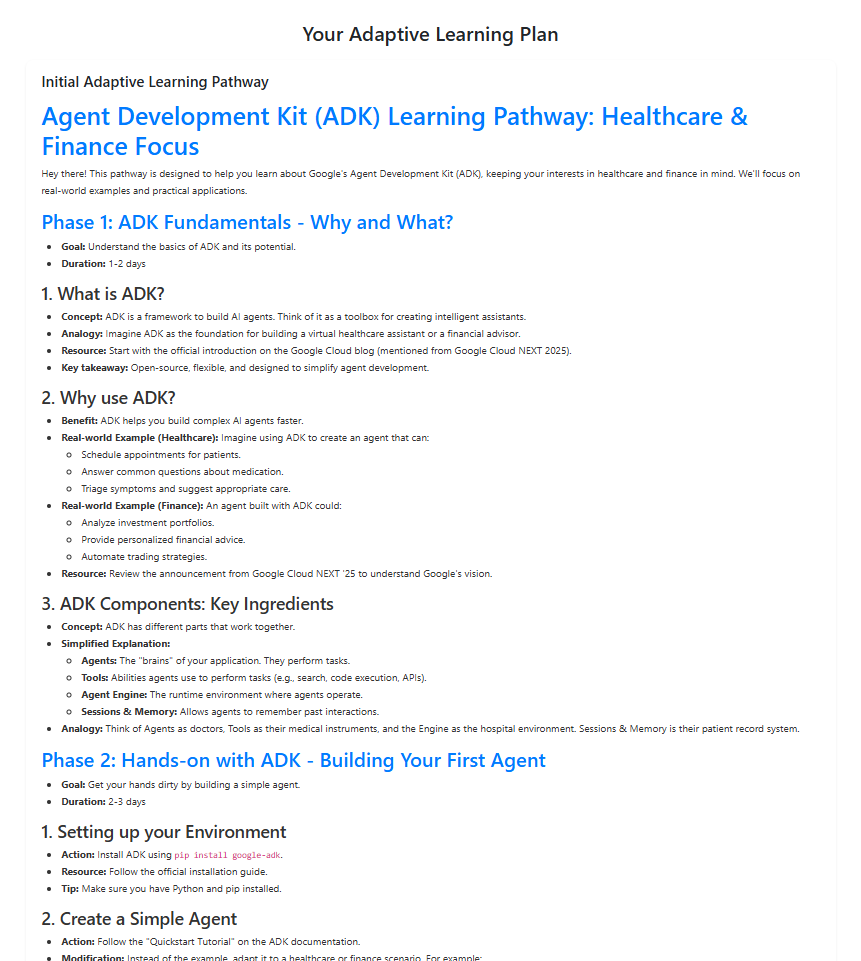 Your Adaptive Learning Plan
Initial Adaptive Learning Pathway
Agent Development Kit (ADK) Learning Pathway: Healthcare &
Finance Focus
Hey there! This pathway is designed to help you learn about Google's Agent Development Kit (ADK), keeping your interests in healthcare and finance in mind. We'll focus on
real-world examples and practical applications.
Phase 1: ADK Fundamentals - Why and What?
• Goal: Understand the basics of ADK and its potential.
• Duration: 1-2 days
1. What is ADK?
• Concept: ADK is a framework to build AI agents. Think of it as a toolbox for creating intelligent assistants.
• Analogy: Imagine ADK as the foundation for building a virtual healthcare assistant or a financial advisor.
• Resource: Start with the official introduction on the Google Cloud blog (mentioned from Google Cloud NEXT 2025).
• Key takeaway: Open-source, flexible, and designed to simplify agent development.
2. Why use ADK?
• Benefit: ADK helps you build complex AI agents faster.
• Real-world Example (Healthcare): Imagine using ADK to create an agent that can:
○ Schedule appointments for patients.
○ Answer common questions about medication.
○ Triage symptoms and suggest appropriate care.
• Real-world Example (Finance): An agent built with ADK could:
○ Analyze investment portfolios.
○ Provide personalized financial advice.
○ Automate trading strategies.
• Resource: Review the announcement from Google Cloud NEXT '25 to understand Google's vision.
3. ADK Components: Key Ingredients
• Concept: ADK has different parts that work together.
• Simplified Explanation:
○ Agents: The "brains" of your application. They perform tasks.
○ Tools: Abilities agents use to perform tasks (e.g., search, code execution, APIs).
○ Agent Engine: The runtime environment where agents operate.
○ Sessions & Memory: Allows agents to remember past interactions.
• Analogy: Think of Agents as doctors, Tools as their medical instruments, and the Engine as the hospital environment. Sessions & Memory is their patient record system.
Phase 2: Hands-on with ADK - Building Your First Agent
• Goal: Get your hands dirty by building a simple agent.
• Duration: 2-3 days
1. Setting up your Environment
• Action: Install ADK using pip install google-adk.
• Resource: Follow the official installation guide.
• Tip: Make sure you have Python and pip installed.
2. Create a Simple Agent
• Action: Follow the "Quickstart Tutorial" on the ADK documentation.
• Modification: Instead of the example, adapt it to a healthcare or finance scenario. For example: